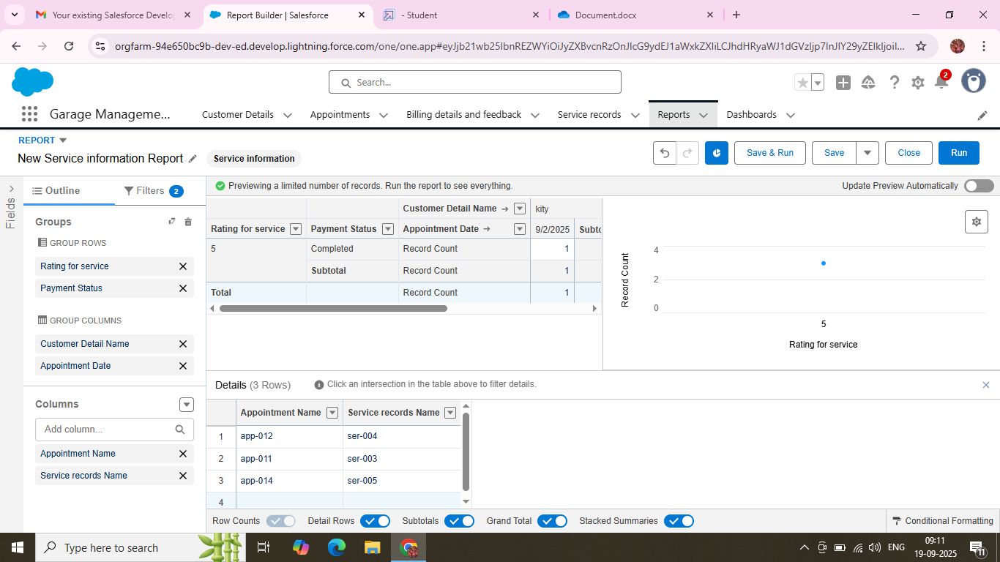 Your existing Salesforce Develo
Report Builder | Salesforce
- Student
Document.docx
orgfarm-94e650bc9b-dev-ed.develop.lightning.force.com/one/one.app#eyJjb21wb25lbnREZWYiOiJyZXBvcnRzOnJlcG9ydEJ1aWxkZXIiLCJhdHRyaWJ1dGVzIjp7InJlY29yZElkIjoiI...
Search...
2
Garage Manageme...
Customer Details
Appointments
Billing details and feedback
Service records
Reports
Dashboards
REPORT
New Service information Report
Service information
Save & Run
Save
Close
Run
Fields
Outline
Filters 2
Previewing a limited number of records. Run the report to see everything.
Update Preview Automatically
Groups
GROUP ROWS
Rating for service
Payment Status
GROUP COLUMNS
Customer Detail Name
Appointment Date
Columns
Add column...
Appointment Name
Service records Name
Customer Detail Name → kity
Rating for service Payment Status Appointment Date → 9/2/2025 Subto
5 Completed Record Count 1
Subtotal Record Count 1
Total Record Count 1
Record Count
4
2
0
5
Rating for service
Details (3 Rows)
Click an intersection in the table above to filter details.
Appointment Name Service records Name
1 app-012 ser-004
2 app-011 ser-003
3 app-014 ser-005
4
Row Counts
Detail Rows
Subtotals
Grand Total
Stacked Summaries
Conditional Formatting
Type here to search
ENG
09:11
19-09-2025
11